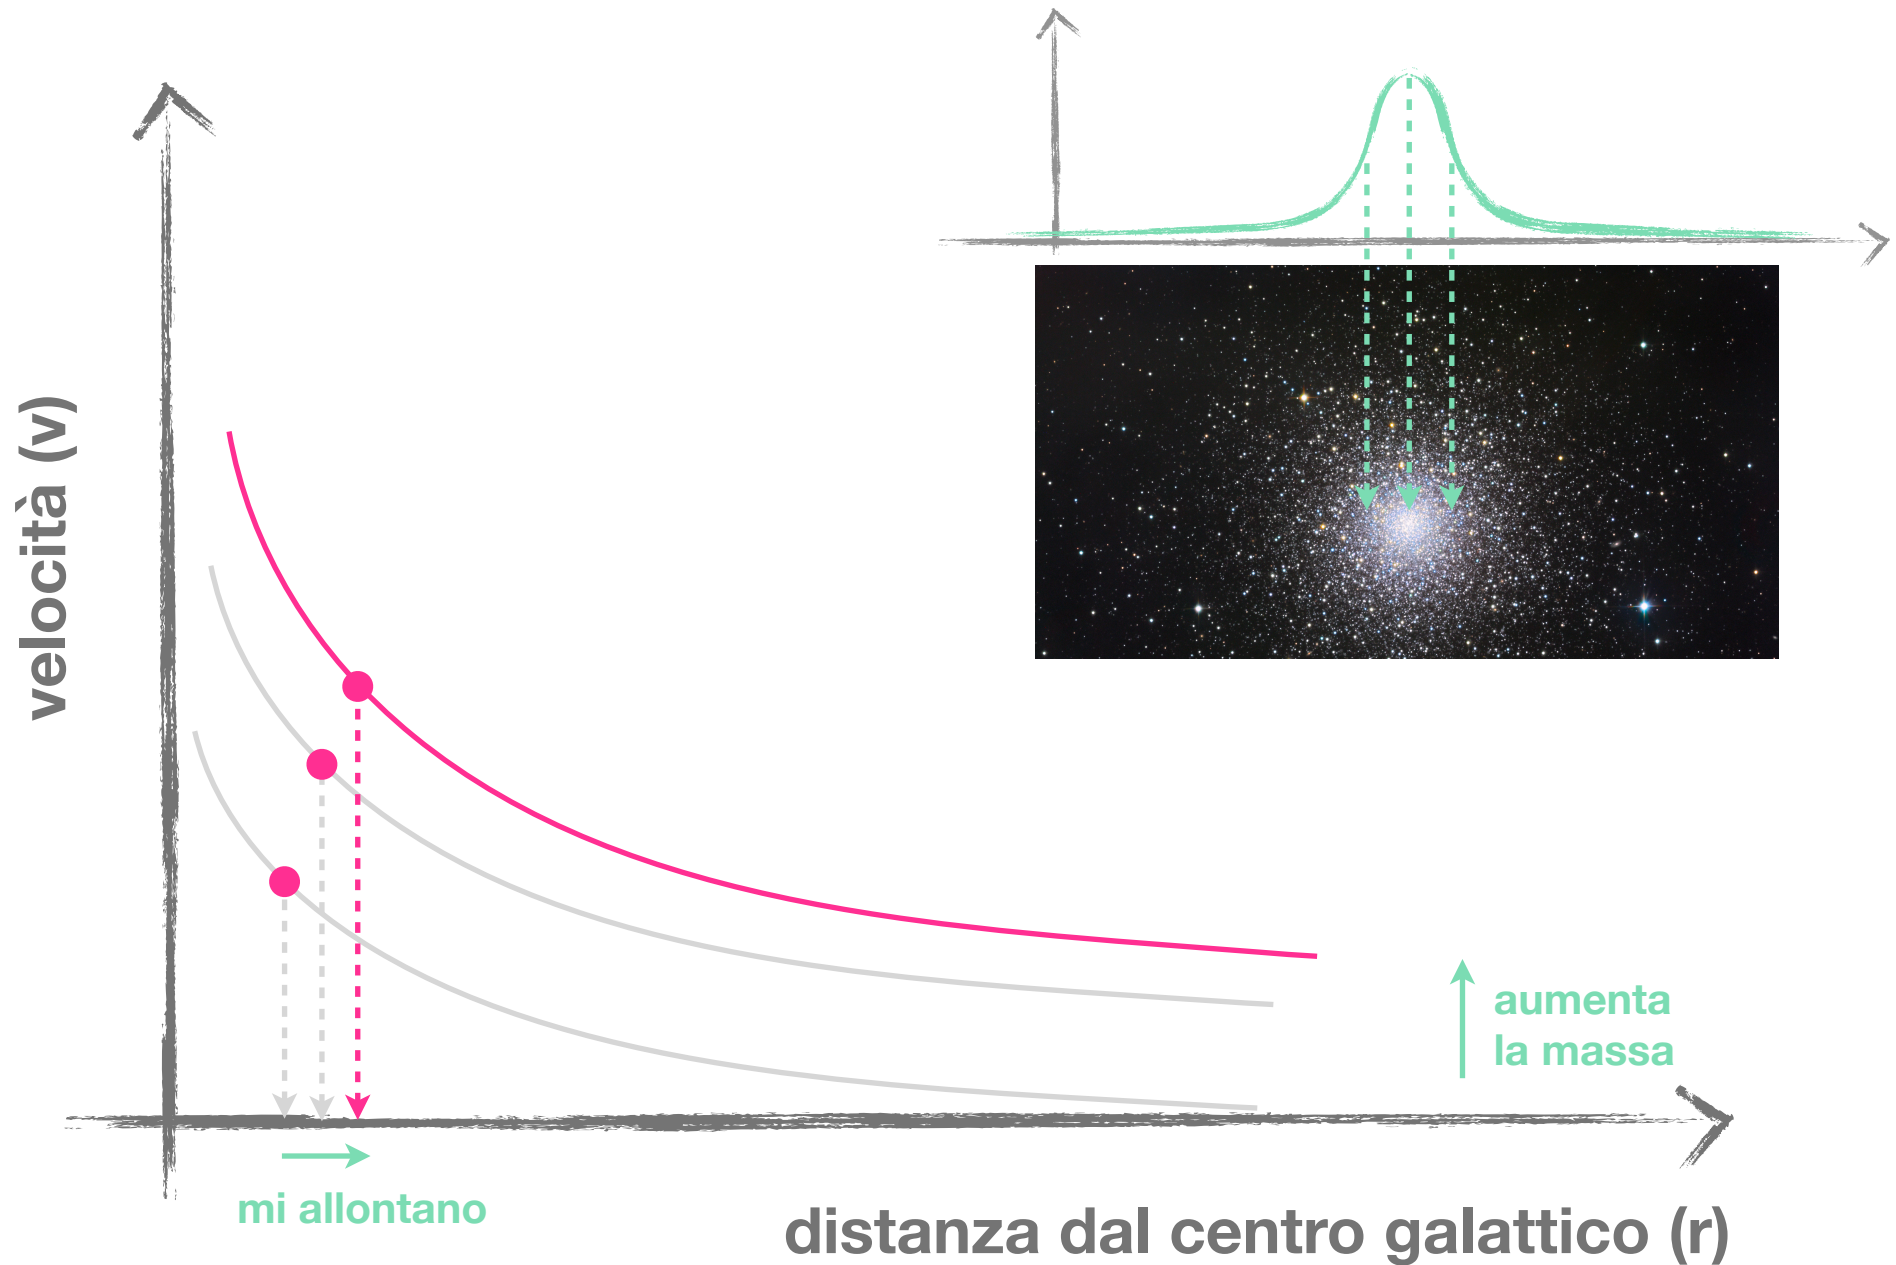 velocità (v)
aumenta
la massa
mi allontano
distanza dal centro galattico (r)